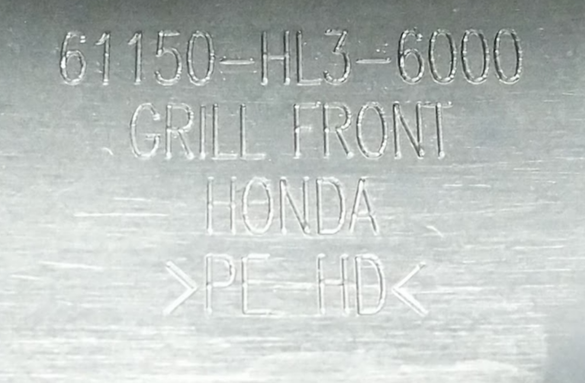 61150-HL3-6000
GRILL FRONT
HONDA
>PE HD<